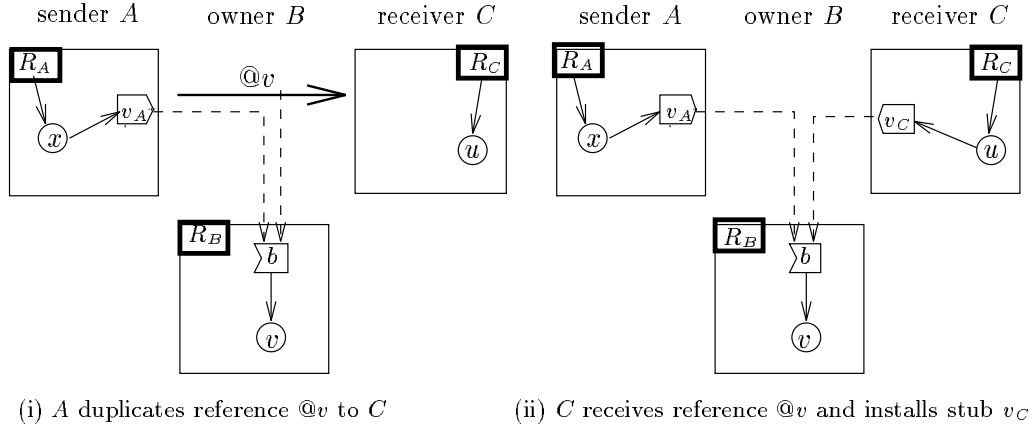 sender A owner B receiver C
R_A @v R_C
v_A
x u
R_B b
v
(i) A duplicates reference @v to C
sender A owner B receiver C
R_A R_C
v_A v_C
x u
R_B b
v
(ii) C receives reference @v and installs stub v_C